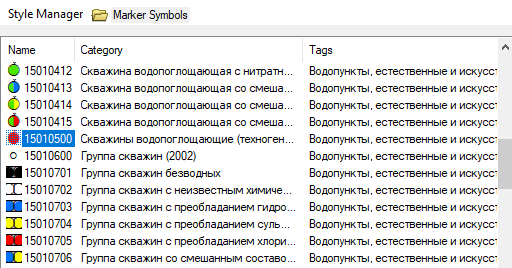 Style Manager Marker Symbols
Name Category Tags
15010412 Скважина водопоглощающая с нитратн... Водопункты, естественные и искусст
15010413 Скважина водопоглощающая со смеша... Водопункты, естественные и искусст
15010414 Скважина водопоглощающая со смеша... Водопункты, естественные и искусст
15010415 Скважина водопоглощающая со смеша... Водопункты, естественные и искусст
15010500 Скважины водопоглощающие (техноген... Водопункты, естественные и искусст
15010600 Группа скважин (2002) Водопункты, естественные и искусст
15010701 Группа скважин безводных Водопункты, естественные и искусст
15010702 Группа скважин с неизвестным химиче... Водопункты, естественные и искусст
15010703 Группа скважин с преобладанием гидро... Водопункты, естественные и искусст
15010704 Группа скважин с преобладанием суль... Водопункты, естественные и искусст
15010705 Группа скважин с преобладанием хлори... Водопункты, естественные и искусст
15010706 Группа скважин со смешанным составо... Водопункты, естественные и искусст